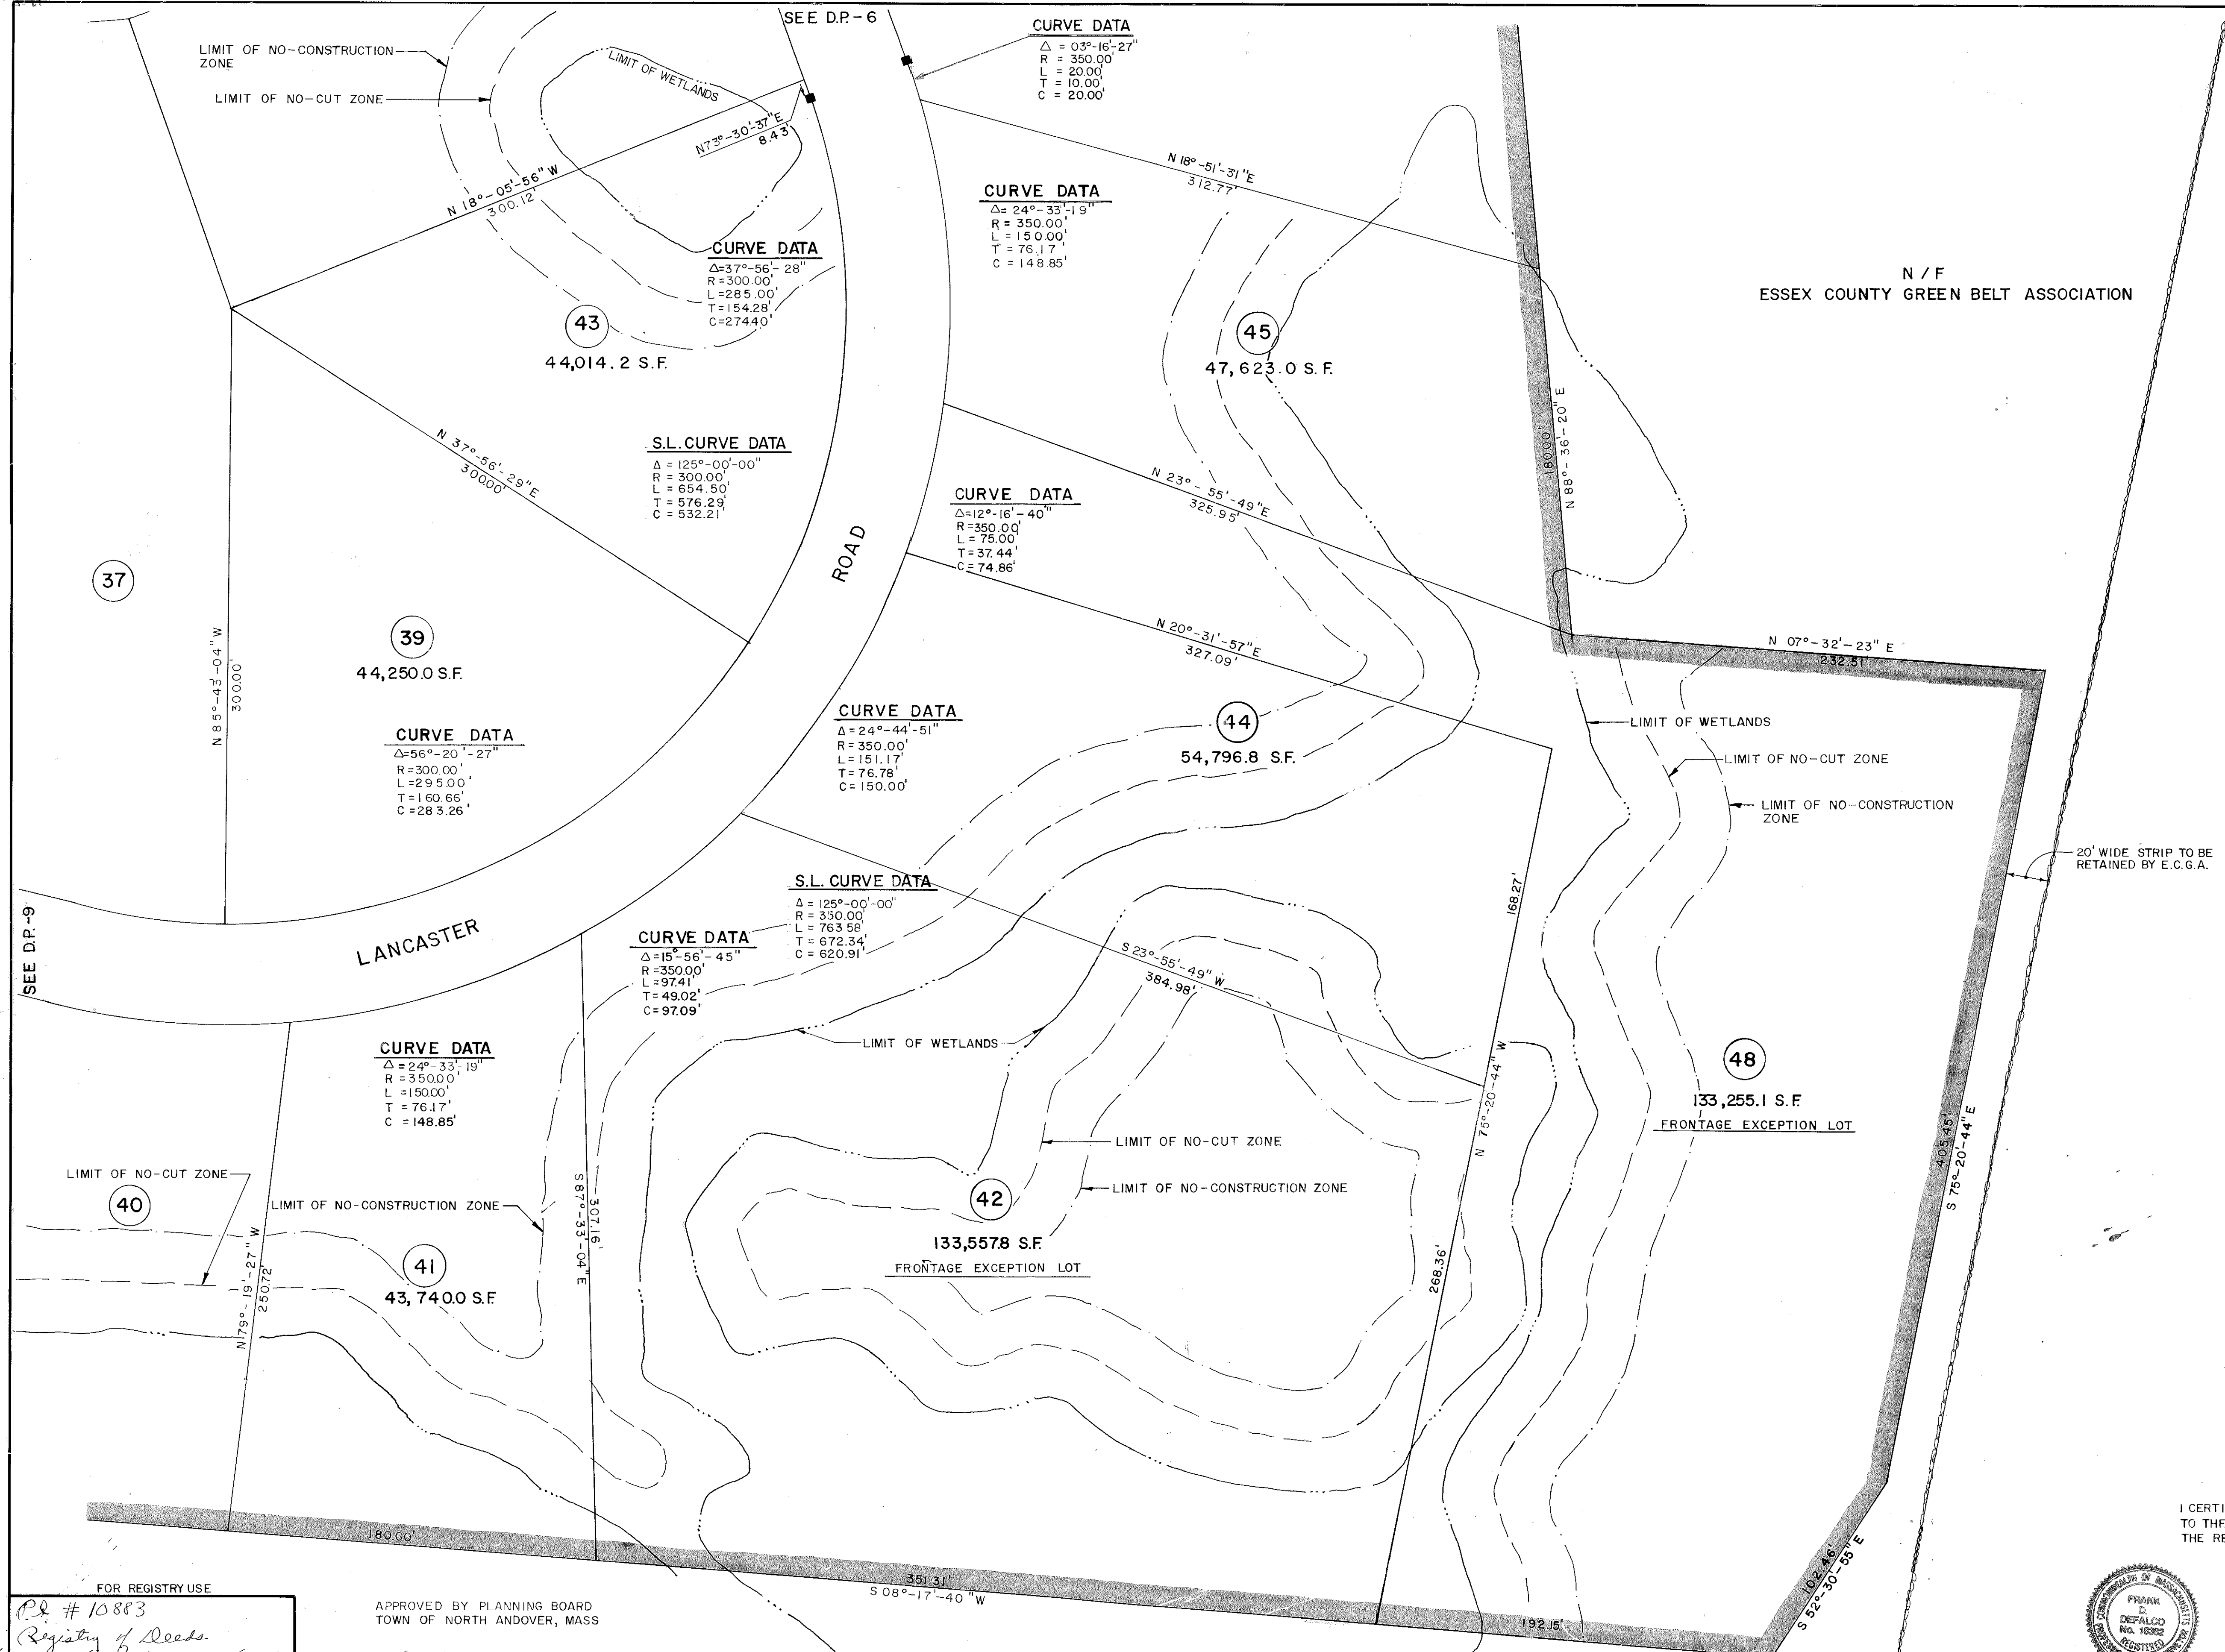 SEE D.P.-6
CURVE DATA
Δ = 03°-16'-27"
R = 350.00'
L = 20.00'
T = 10.00'
C = 20.00'
LIMIT OF NO-CONSTRUCTION
ZONE
LIMIT OF NO-CUT ZONE
LIMIT OF WETLANDS
N73°-30'-37"E
8.43'
N 18°-05'-56" W
300.12'
N 18°-51'-31"E
312.77'
CURVE DATA
Δ= 24°-33'-19"
R = 350.00'
L = 150.00'
T = 76.17'
C = 148.85'
CURVE DATA
Δ=37°-56'-28"
R=300.00'
L=285.00'
T=154.28'
C=274.40'
43
44,014.2 S.F.
45
47,623.0 S.F.
N / F
ESSEX COUNTY GREEN BELT ASSOCIATION
180.00'
N 88°-36'-20" E
N 37°-56'-29"E
300.00'
S.L. CURVE DATA
Δ = 125°-00'-00"
R = 300.00'
L = 654.50'
T = 576.29'
C = 532.21'
N 23°-55'-49"E
325.95'
CURVE DATA
Δ=12°-16'-40"
R=350.00'
L = 75.00'
T=37.44'
C=74.86'
ROAD
37
39
44,250.0 S.F.
N 85°-43'-04" W
300.00'
N 20°-31'-57"E
327.09'
N 07°-32'-23" E
232.51'
CURVE DATA
Δ=56°-20'-27"
R=300.00'
L=295.00'
T=160.66'
C=283.26'
CURVE DATA
Δ=24°-44'-51"
R=350.00'
L=151.17'
T=76.78'
C=150.00'
44
54,796.8 S.F.
LIMIT OF WETLANDS
LIMIT OF NO-CUT ZONE
LIMIT OF NO-CONSTRUCTION
ZONE
20' WIDE STRIP TO BE
RETAINED BY E.C.G.A.
SEE D.P.-9
LANCASTER
S.L. CURVE DATA
Δ = 125°-00'-00"
R = 350.00'
L = 763.58'
T = 672.34'
C = 620.91'
CURVE DATA
Δ=15°-56'-45"
R=350.00'
L=97.41'
T=49.02'
C=97.09'
168.27'
S 23°-55'-49" W
384.98'
LIMIT OF WETLANDS
N 75°-20'-44" W
268.36'
CURVE DATA
Δ = 24°-33'-19"
R = 350.00'
L = 150.00'
T = 76.17'
C = 148.85'
48
133,255.1 S.F.
FRONTAGE EXCEPTION LOT
405.45'
S 75°-20'-44" E
LIMIT OF NO-CUT ZONE
LIMIT OF NO-CONSTRUCTION ZONE
LIMIT OF NO-CUT ZONE
40
LIMIT OF NO-CONSTRUCTION ZONE
42
133,557.8 S.F.
FRONTAGE EXCEPTION LOT
307.16'
S 87°-33'-04"E
N 79°-19'-27" W
250.72'
41
43,740.0 S.F.
180.00'
351.31'
S 08°-17'-40"W
192.15'
102.46'
S 52°-30'-55" E
I CERTI
TO THE
THE RE
FOR REGISTRY USE
Pl. # 10883
Registry of Deeds
APPROVED BY PLANNING BOARD
TOWN OF NORTH ANDOVER, MASS
COMMONWEALTH OF MASSACHUSETTS
FRANK
D.
DEFALCO
No. 18382
REGISTERED